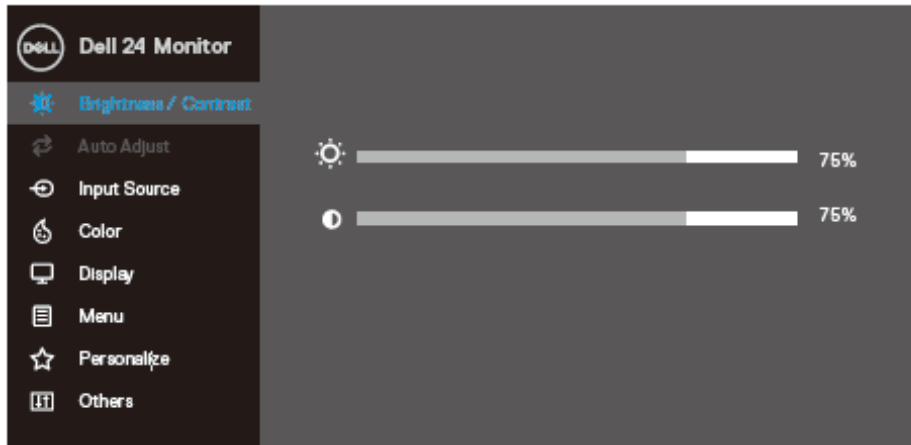 DELL Dell 24 Monitor
Brightness / Contrast
Auto Adjust
75%
Input Source
75%
Color
Display
Menu
Personalize
Others